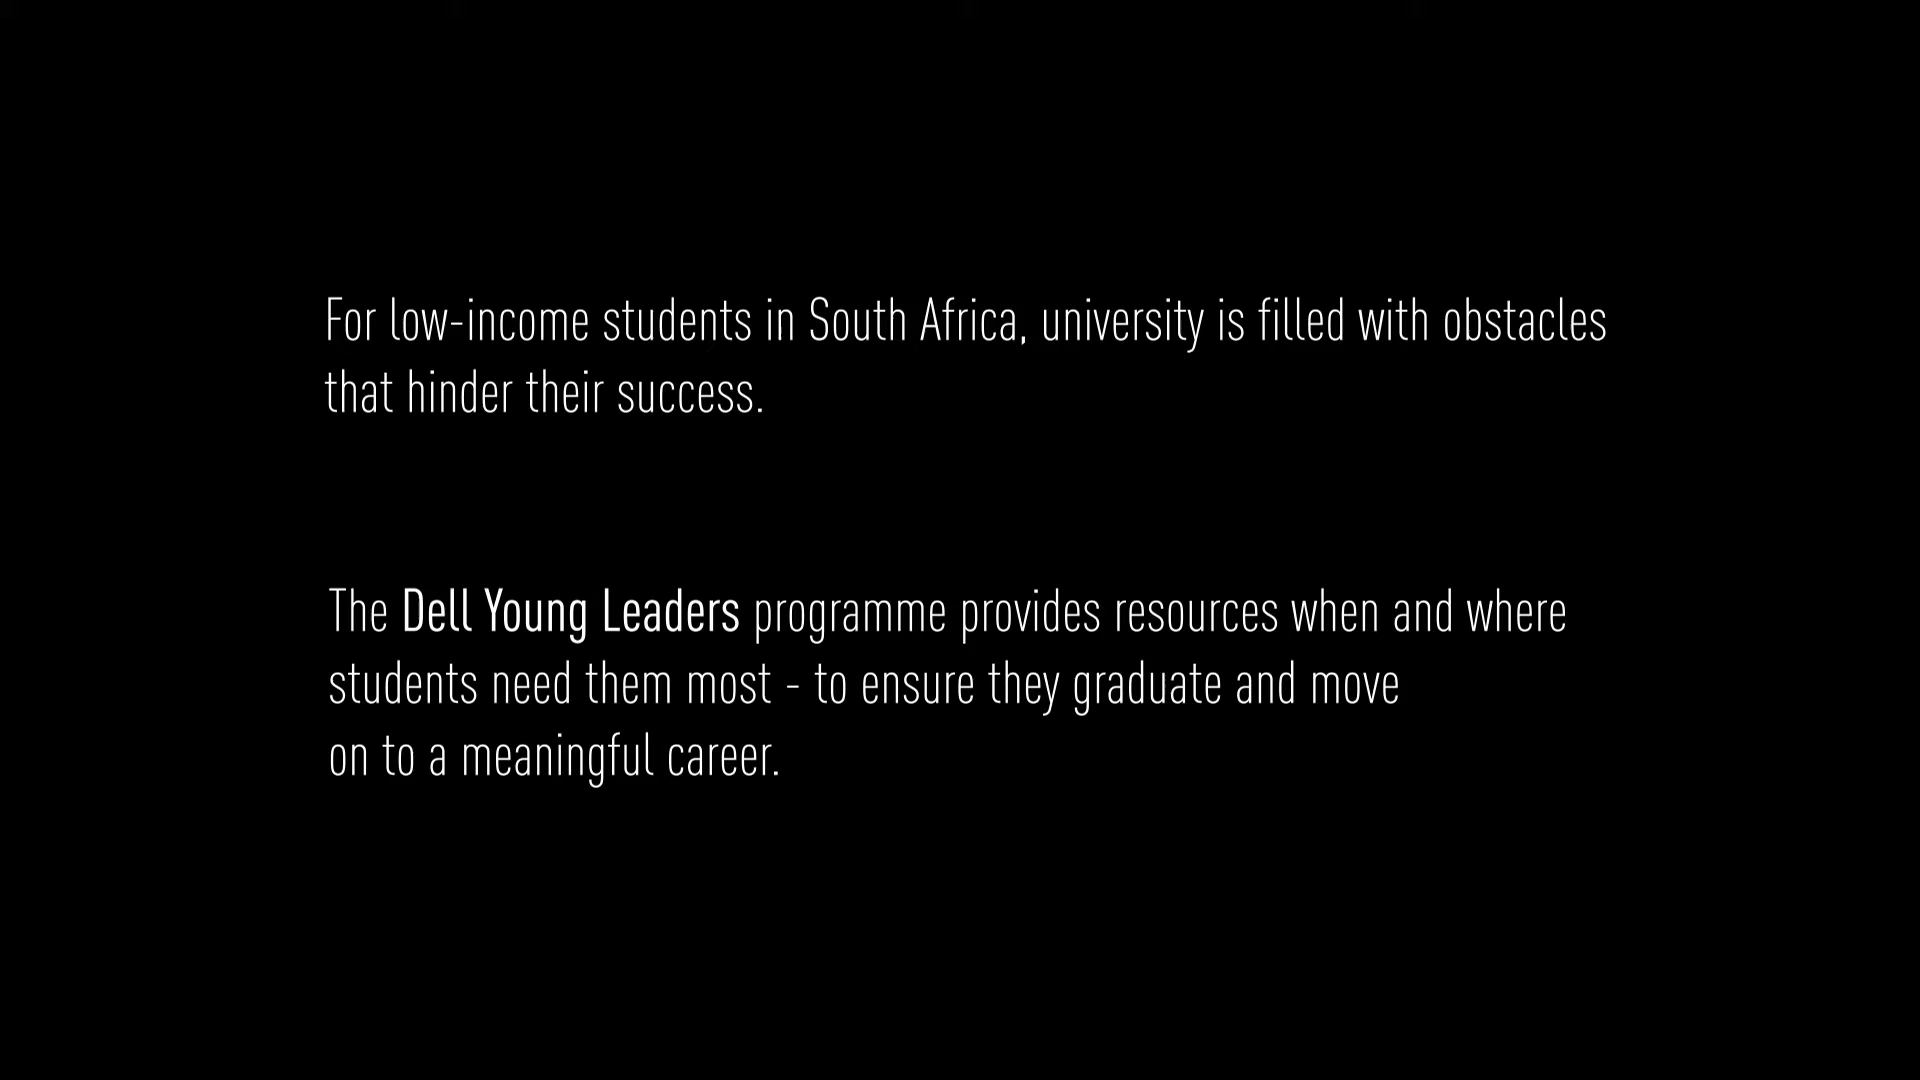 For low-income students in South Africa, university is filled with obstacles
that hinder their success.
The Dell Young Leaders programme provides resources when and where
students need them most - to ensure they graduate and move
on to a meaningful career.